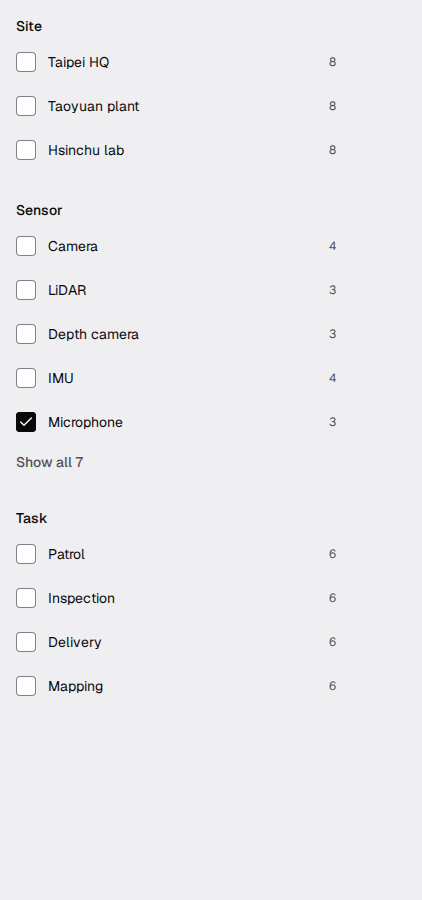 Site
Taipei HQ 8
Taoyuan plant 8
Hsinchu lab 8
Sensor
Camera 4
LiDAR 3
Depth camera 3
IMU 4
Microphone 3
Show all 7
Task
Patrol 6
Inspection 6
Delivery 6
Mapping 6